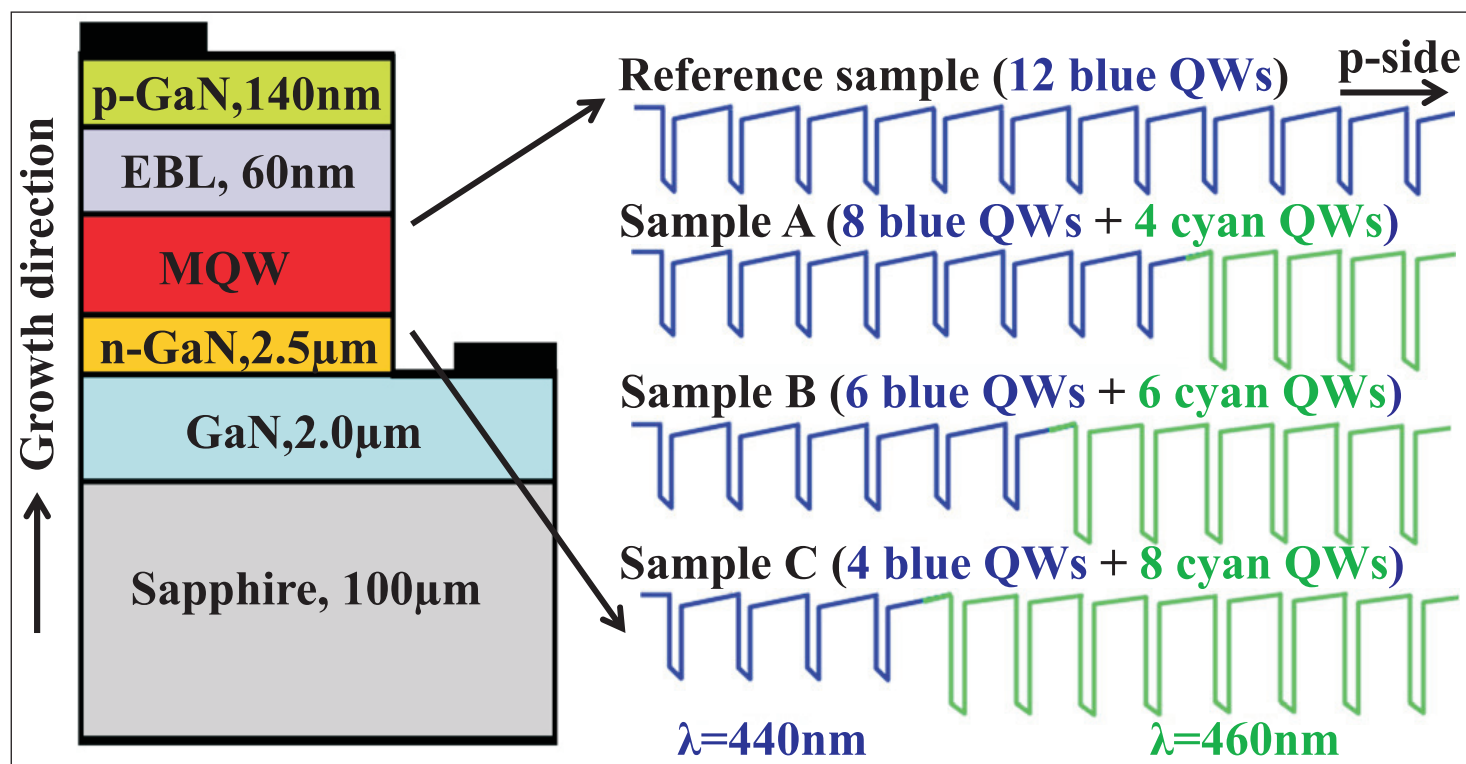 Growth direction
p-GaN,140nm
EBL, 60nm
MQW
n-GaN,2.5μm
GaN,2.0μm
Sapphire, 100μm
Reference sample (12 blue QWs)
p-side
Sample A (8 blue QWs + 4 cyan QWs)
Sample B (6 blue QWs + 6 cyan QWs)
Sample C (4 blue QWs + 8 cyan QWs)
λ=440nm
λ=460nm